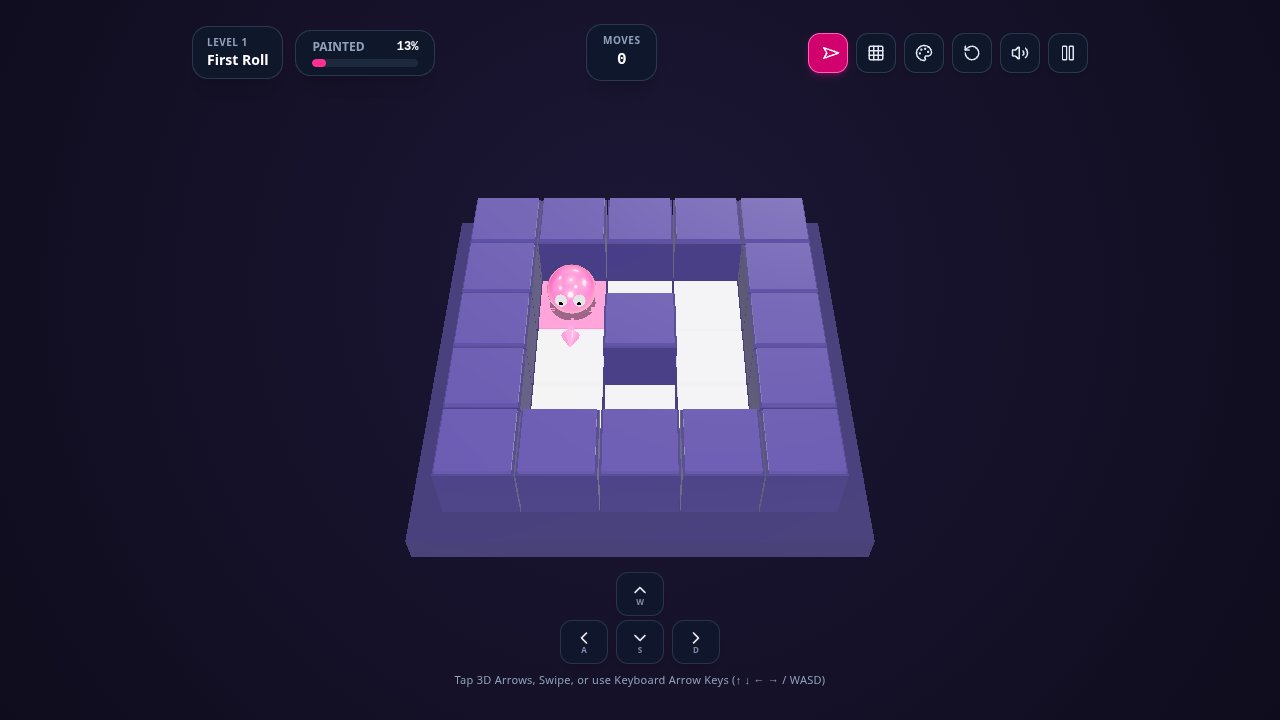 LEVEL 1
First Roll
PAINTED 13%
MOVES
0
W
A
S
D
Tap 3D Arrows, Swipe, or use Keyboard Arrow Keys (↑ ↓ ← → / WASD)